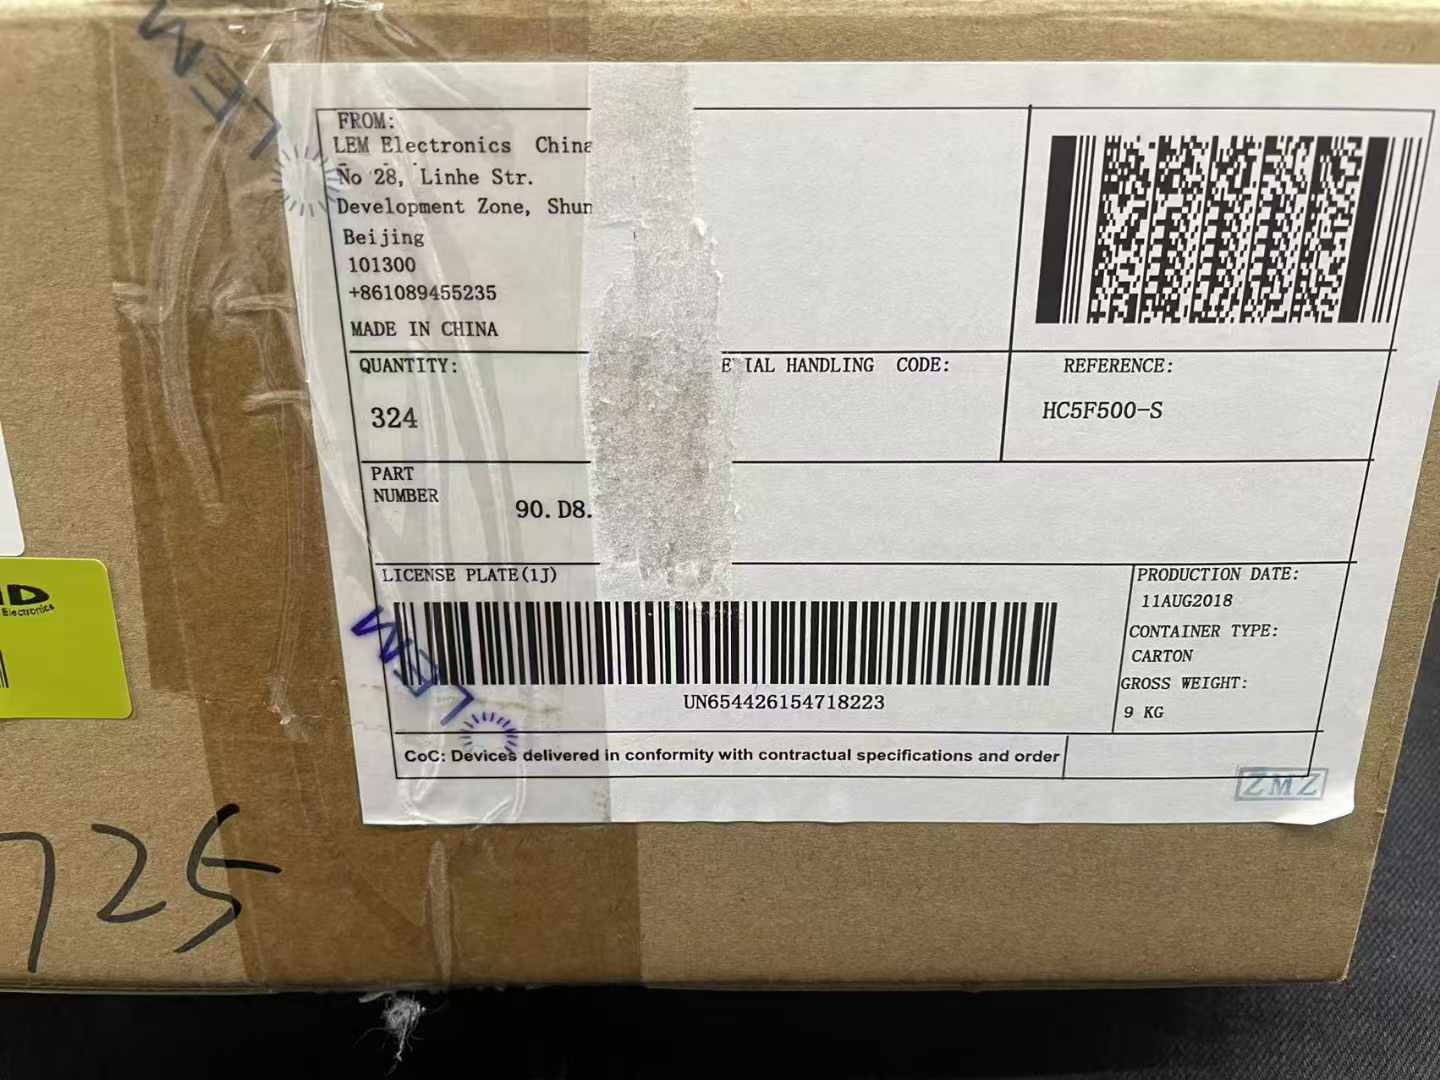 LEM
FROM:
LEM Electronics China
No 28, Linhe Str.
Development Zone, Shun
Beijing
101300
+861089455235
MADE IN CHINA
QUANTITY:
324
HANDLING CODE:
REFERENCE:
HC5F500-S
PART
NUMBER
90.D8.
LICENSE PLATE(1J)
UN654426154718223
PRODUCTION DATE:
11AUG2018
CONTAINER TYPE:
CARTON
GROSS WEIGHT:
9 KG
CoC: Devices delivered in conformity with contractual specifications and order
ZMZ
LEM
Electronics
725